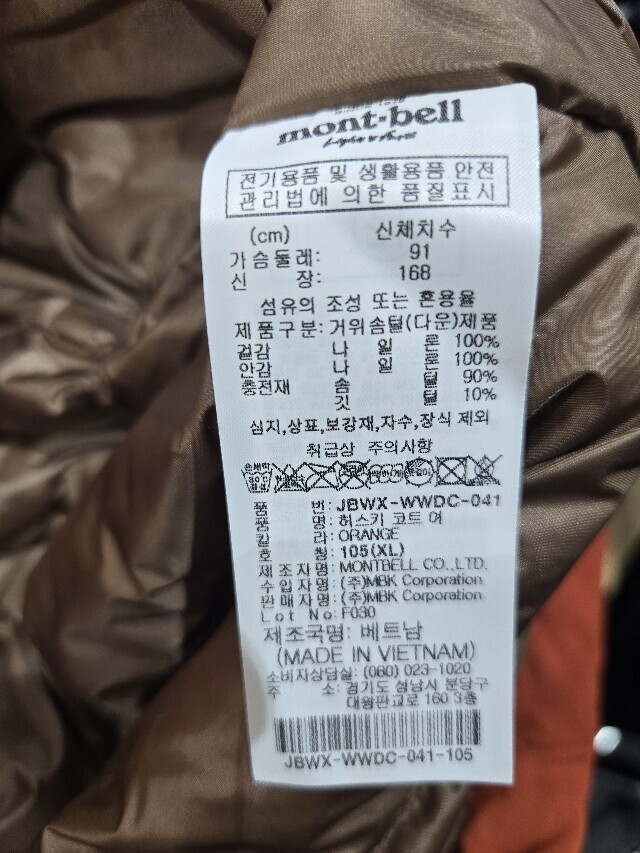 mont-bell
Light & Fast
전기용품 및 생활용품 안전
관리법에 의한 품질표시
(cm) 신체치수
가슴둘레: 91
신 장: 168
섬유의 조성 또는 혼용율
제품구분: 거위솜털(다운)제품
겉감 나 일 론 100%
안감 나 일 론 100%
충전재 솜 털 90%
깃 털 10%
심지,상표,보강재,자수,장식 제외
취급상 주의사항
품 번: JBWX-WWDC-041
품 명: 허스키 코트 여
칼 라: ORANGE
호 칭: 105(XL)
제 조 자 명: MONTBELL CO.,LTD.
수 입 자 명: (주)MBK Corporation
판 매 자 명: (주)MBK Corporation
Lot No: F030
제조국명: 베트남
(MADE IN VIETNAM)
소비자상담실: (080) 023-1020
주 소: 경기도 성남시 분당구
대왕판교로 160 3층
JBWX-WWDC-041-105